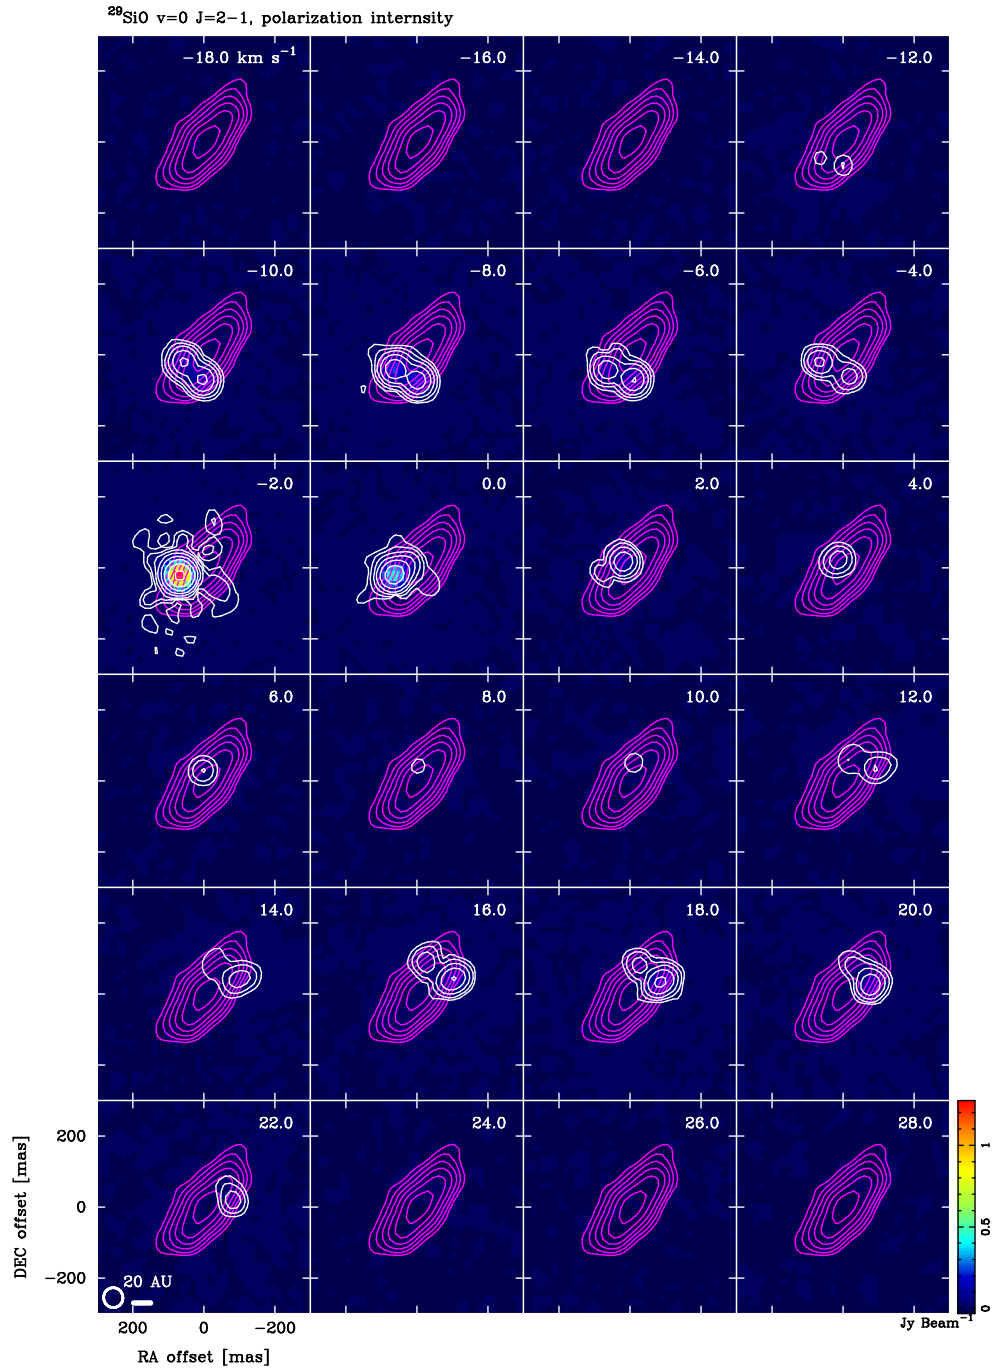 ²⁹SiO v=0 J=2−1, polarization internsity
−18.0 km s⁻¹ −16.0 −14.0 −12.0
−10.0 −8.0 −6.0 −4.0
−2.0 0.0 2.0 4.0
6.0 8.0 10.0 12.0
14.0 16.0 18.0 20.0
22.0 24.0 26.0 28.0
200
0
−200
DEC offset [mas]
20 AU
200 0 −200
RA offset [mas]
1
0.5
0
Jy Beam⁻¹